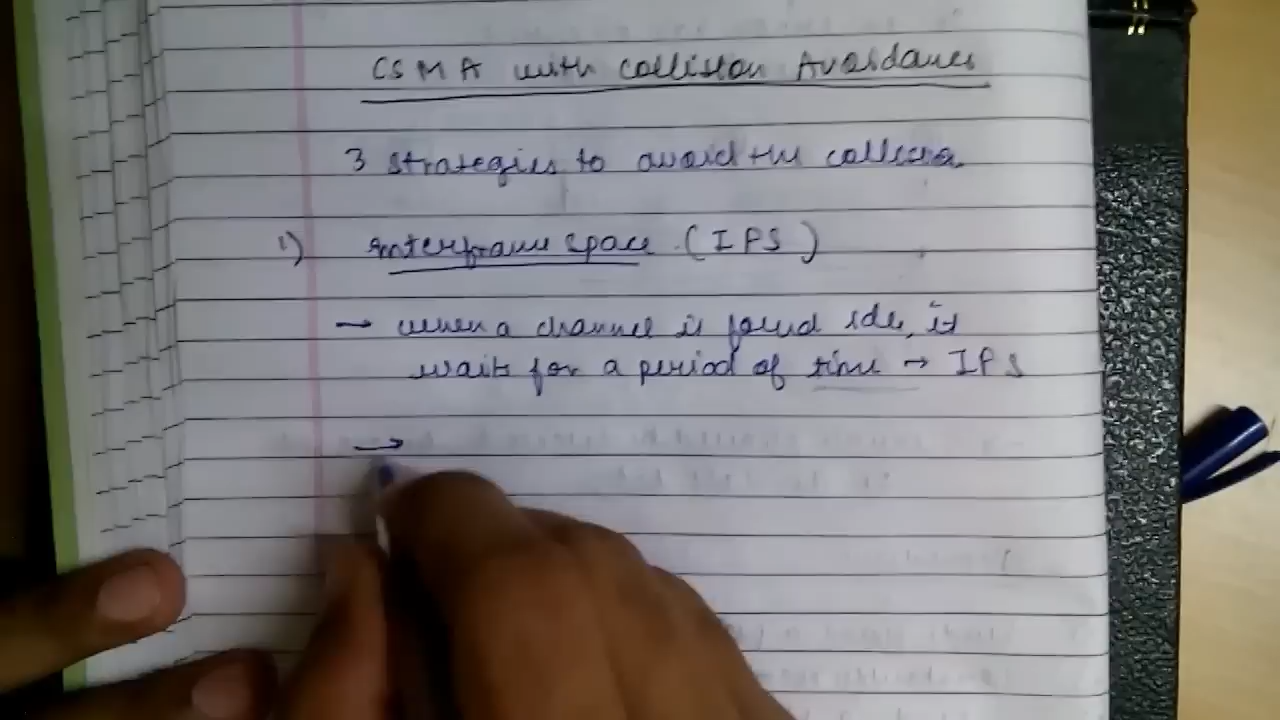 CSMA with collision Avoidance
3 strategies to avoid the collision
1) Interframe space (IFS)
→ when a channel is found idle, it
waits for a period of time → IFS
→